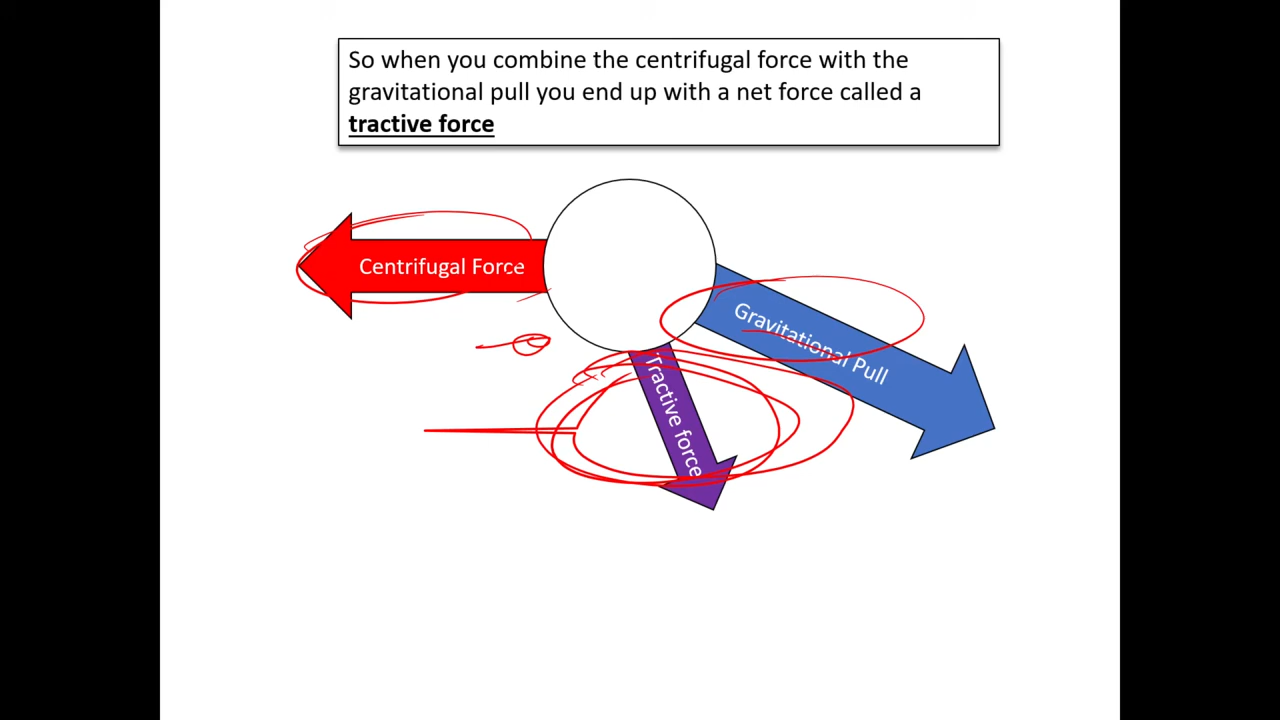 So when you combine the centrifugal force with the
gravitational pull you end up with a net force called a
tractive force
Centrifugal Force
Gravitational Pull
Tractive force